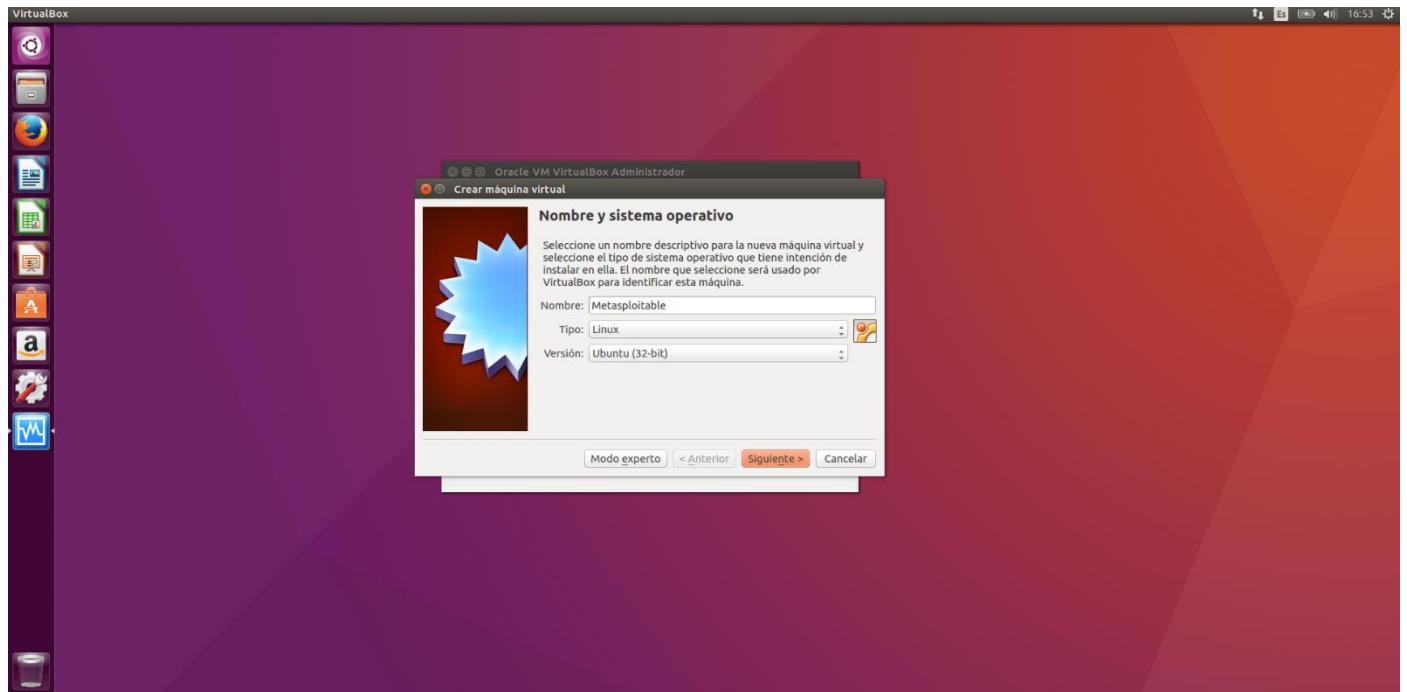 VirtualBox
Es
16:53
Oracle VM VirtualBox Administrador
Crear máquina virtual
Nombre y sistema operativo
Seleccione un nombre descriptivo para la nueva máquina virtual y
seleccione el tipo de sistema operativo que tiene intención de
instalar en ella. El nombre que seleccione será usado por
VirtualBox para identificar esta máquina.
Nombre: Metasploitable
Tipo: Linux
Versión: Ubuntu (32-bit)
Modo experto < Anterior Siguiente > Cancelar